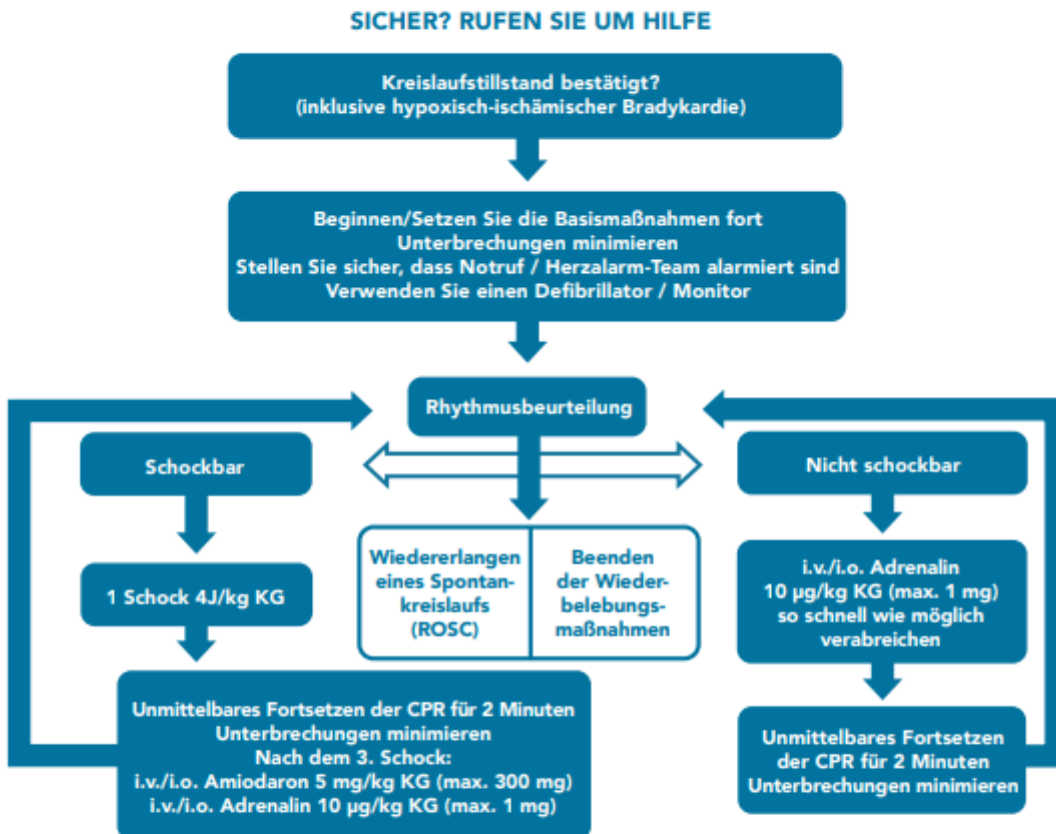 SICHER? RUFEN SIE UM HILFE
Kreislaufstillstand bestätigt?
(inklusive hypoxisch-ischämischer Bradykardie)
Beginnen/Setzen Sie die Basismaßnahmen fort
Unterbrechungen minimieren
Stellen Sie sicher, dass Notruf / Herzalarm-Team alarmiert sind
Verwenden Sie einen Defibrillator / Monitor
Rhythmusbeurteilung
Schockbar
1 Schock 4J/kg KG
Unmittelbares Fortsetzen der CPR für 2 Minuten
Unterbrechungen minimieren
Nach dem 3. Schock:
i.v./i.o. Amiodaron 5 mg/kg KG (max. 300 mg)
i.v./i.o. Adrenalin 10 µg/kg KG (max. 1 mg)
Wiedererlangen
eines Spontan-
kreislaufs
(ROSC)
Beenden
der Wieder-
belebungs-
maßnahmen
Nicht schockbar
i.v./i.o. Adrenalin
10 µg/kg KG (max. 1 mg)
so schnell wie möglich
verabreichen
Unmittelbares Fortsetzen
der CPR für 2 Minuten
Unterbrechungen minimieren